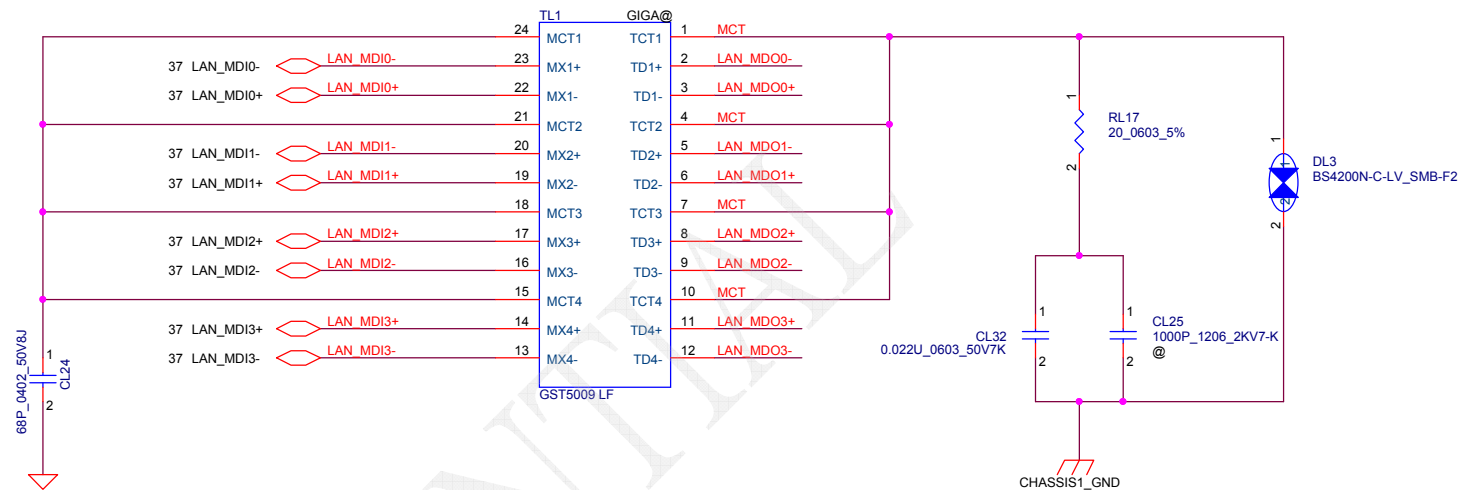 TL1 GIGA@
24 MCT1 TCT1 1 MCT
37 LAN_MDI0- LAN_MDI0- 23 MX1+ TD1+ 2 LAN_MDO0-
37 LAN_MDI0+ LAN_MDI0+ 22 MX1- TD1- 3 LAN_MDO0+
21 MCT2 TCT2 4 MCT
37 LAN_MDI1- LAN_MDI1- 20 MX2+ TD2+ 5 LAN_MDO1-
37 LAN_MDI1+ LAN_MDI1+ 19 MX2- TD2- 6 LAN_MDO1+
18 MCT3 TCT3 7 MCT
37 LAN_MDI2+ LAN_MDI2+ 17 MX3+ TD3+ 8 LAN_MDO2+
37 LAN_MDI2- LAN_MDI2- 16 MX3- TD3- 9 LAN_MDO2-
15 MCT4 TCT4 10 MCT
37 LAN_MDI3+ LAN_MDI3+ 14 MX4+ TD4+ 11 LAN_MDO3+
37 LAN_MDI3- LAN_MDI3- 13 MX4- TD4- 12 LAN_MDO3-
GST5009 LF
1
2
CL24
68P_0402_50V8J
1
RL17
20_0603_5%
2
1
DL3
BS4200N-C-LV_SMB-F2
1
2
2
1
CL32
0.022U_0603_50V7K
2
1
CL25
1000P_1206_2KV7-K
@
2
CHASSIS1_GND
NTIAL